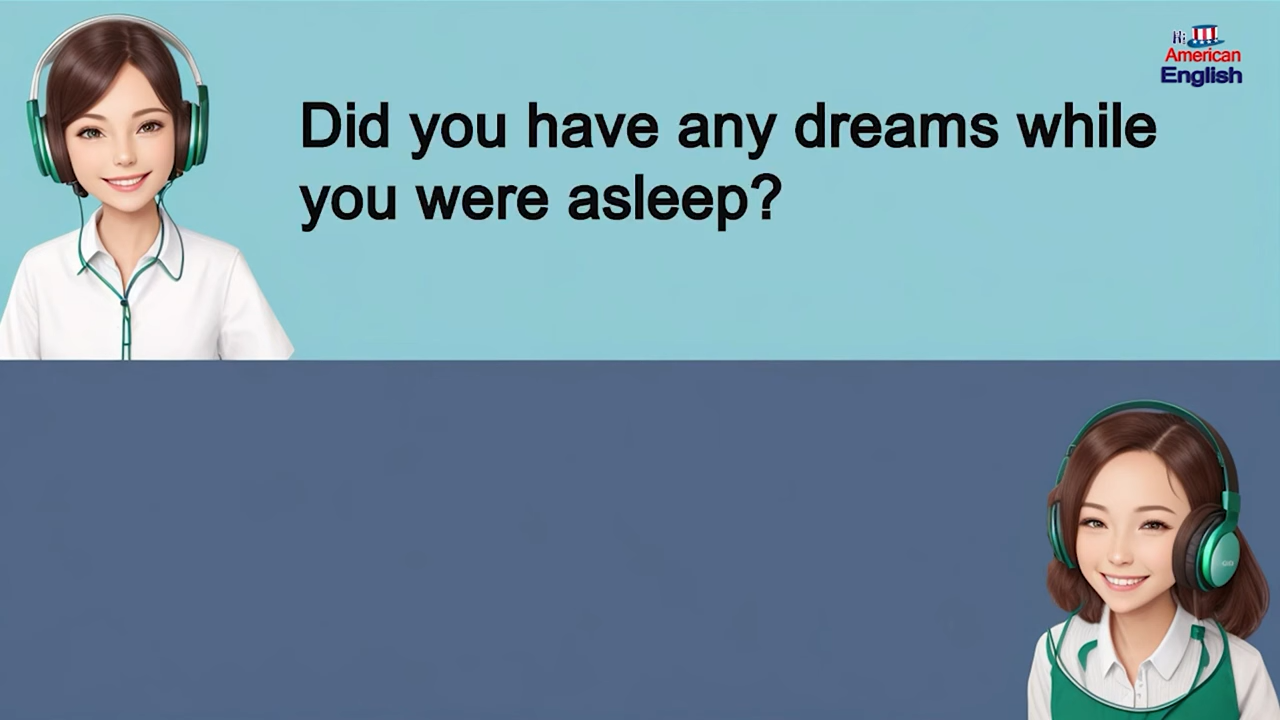 Hi
American
English
Did you have any dreams while
you were asleep?